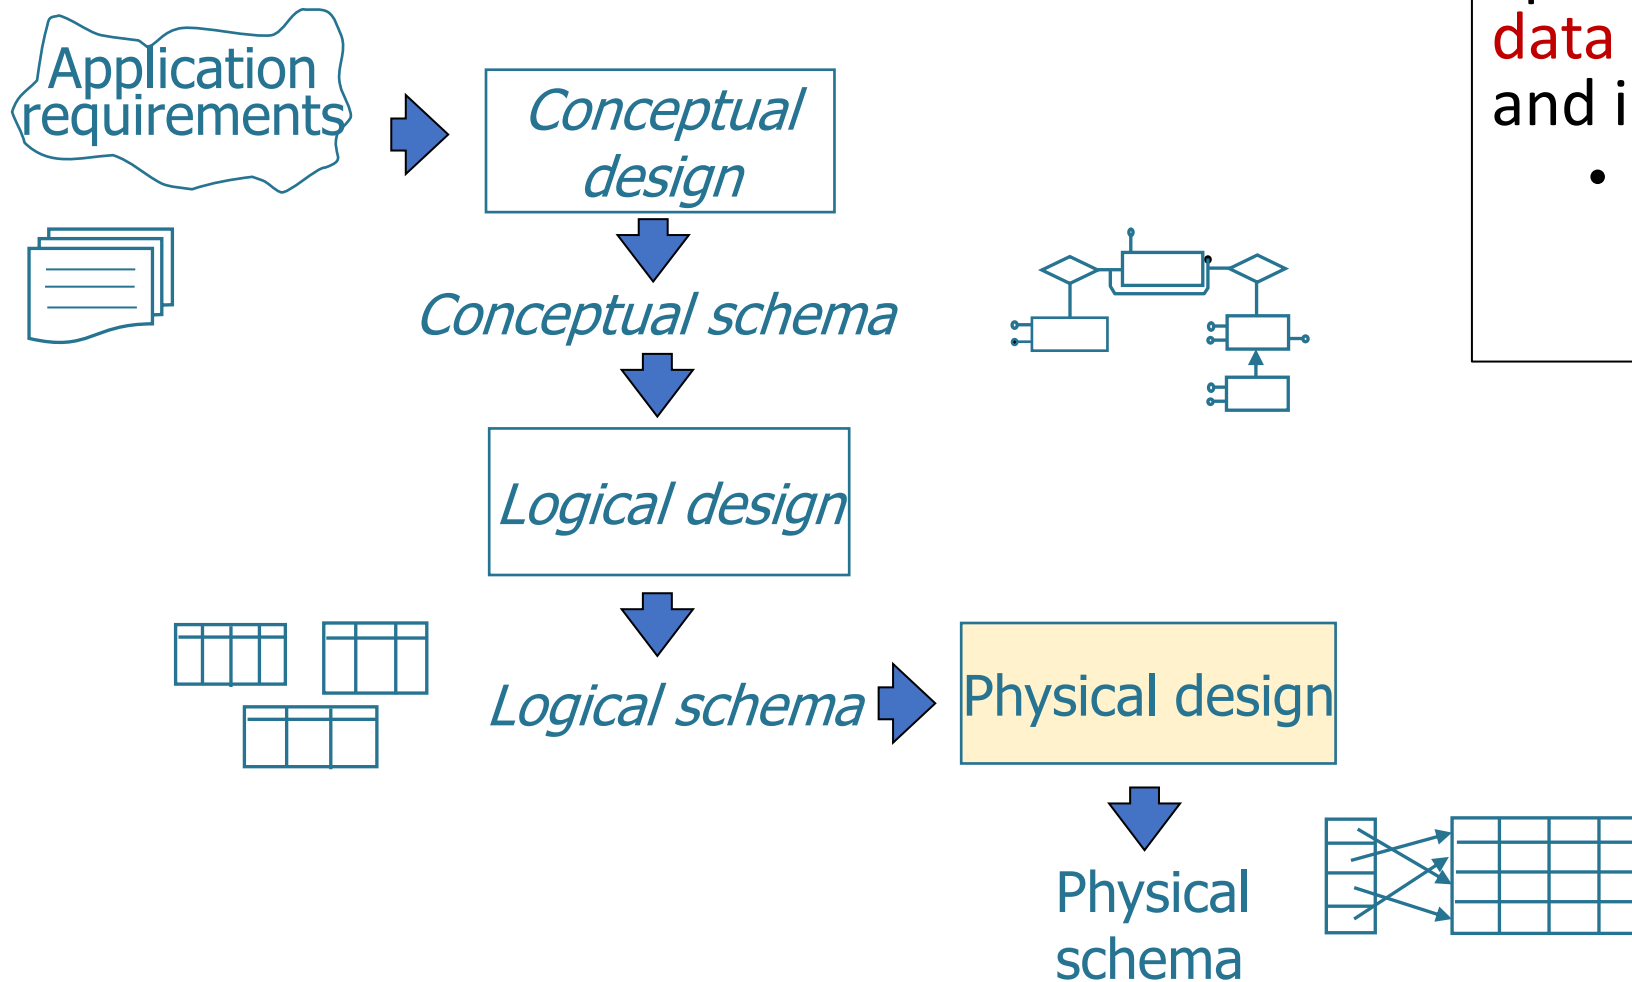 Application
requirements
Conceptual
design
Conceptual schema
Logical design
Logical schema
Physical design
Physical
schema
data
and i
•